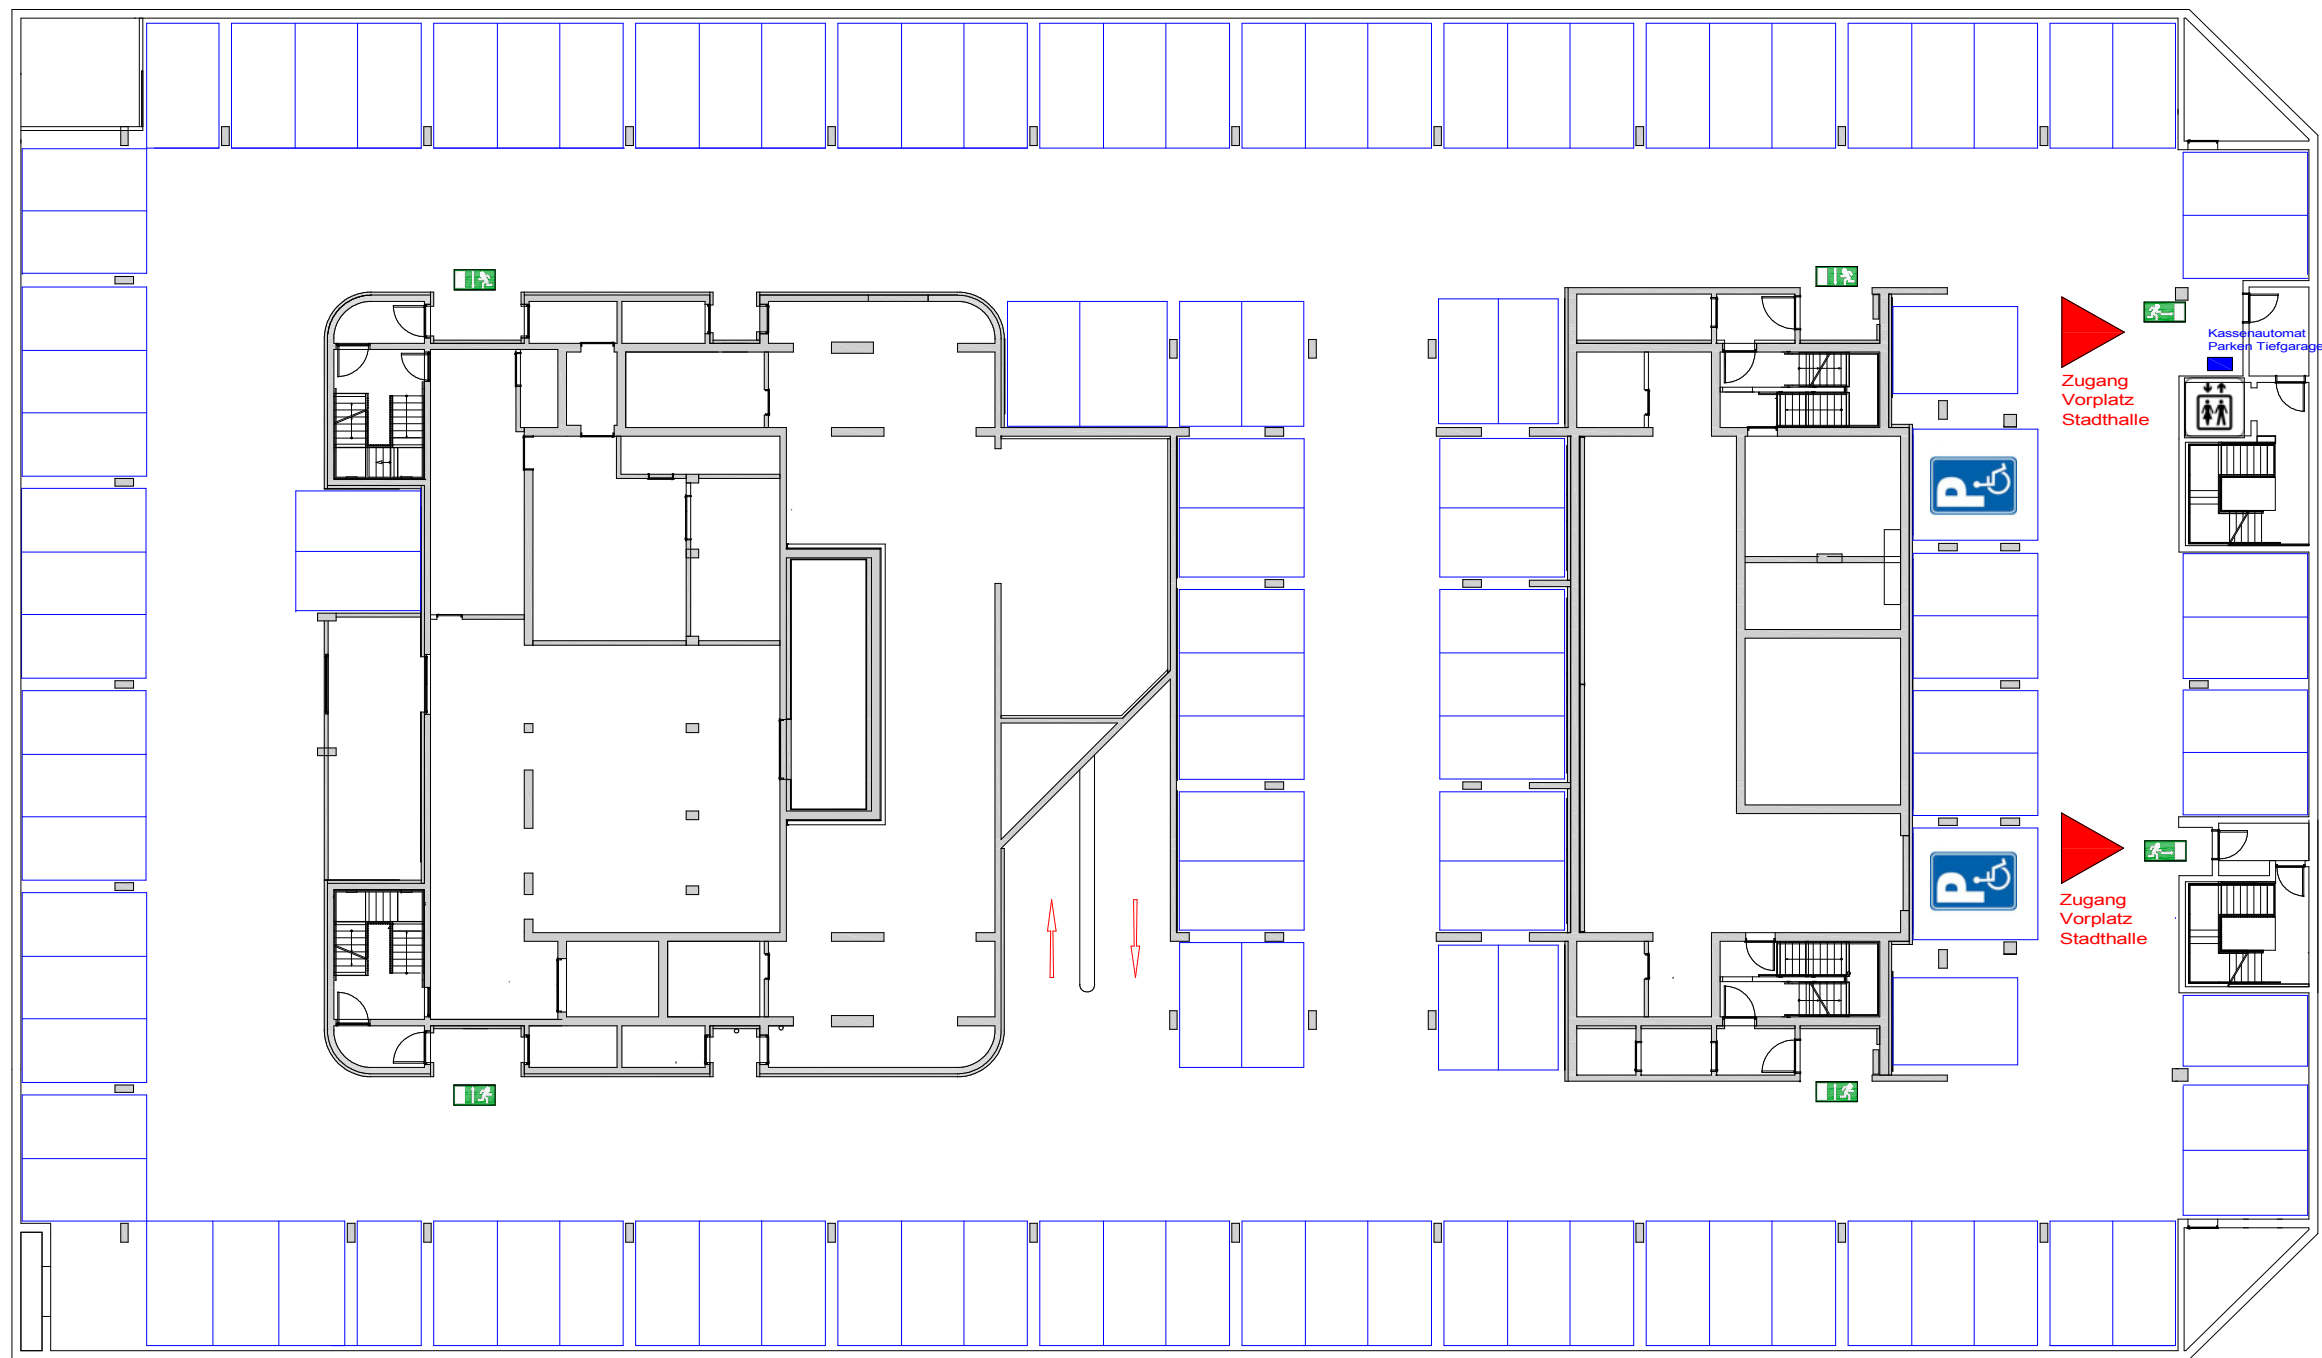 Kassenautomat
Parken Tiefgarage
Zugang
Vorplatz
Stadthalle
P
P
Zugang
Vorplatz
Stadthalle